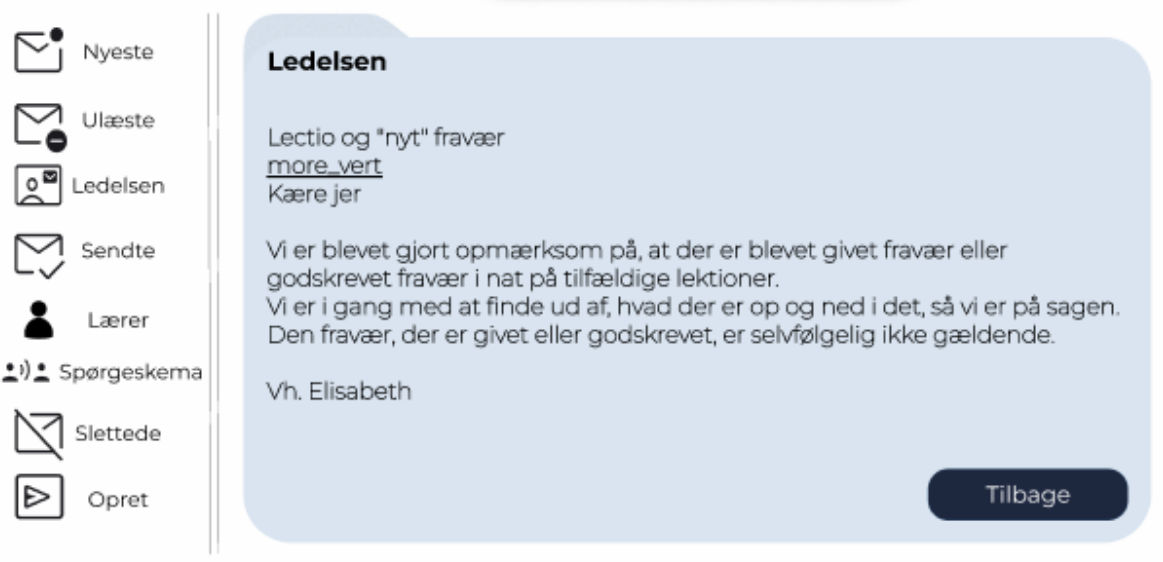 Nyeste
Ulæste
Ledelsen
Sendte
Lærer
Spørgeskema
Slettede
Opret
Ledelsen
Lectio og "nyt" fravær
more_vert
Kære jer
Vi er blevet gjort opmærksom på, at der er blevet givet fravær eller
godskrevet fravær i nat på tilfældige lektioner.
Vi er i gang med at finde ud af, hvad der er op og ned i det, så vi er på sagen.
Den fravær, der er givet eller godskrevet, er selvfølgelig ikke gældende.
Vh. Elisabeth
Tilbage